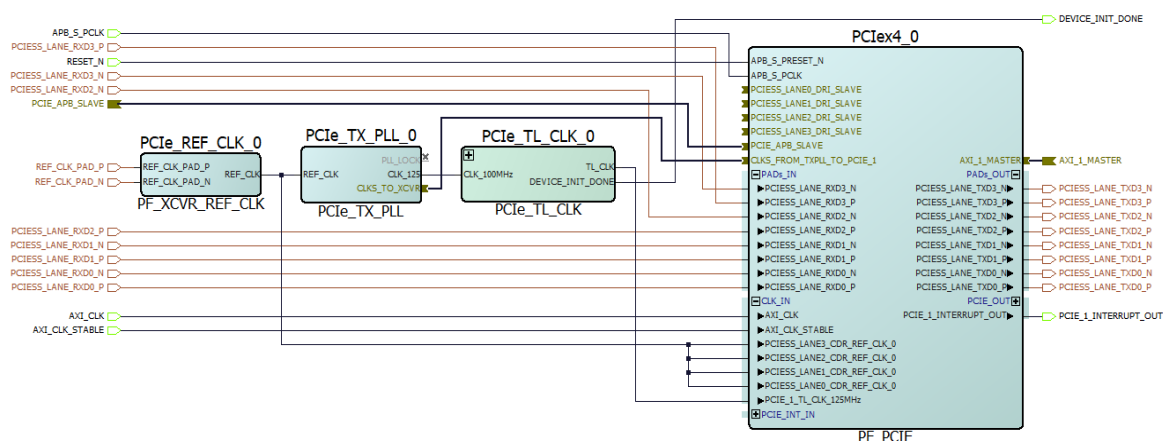 DEVICE_INIT_DONE
APB_S_PCLK
PCIESS_LANE_RXD3_P
RESET_N
PCIESS_LANE_RXD3_N
PCIESS_LANE_RXD2_N
PCIE_APB_SLAVE
REF_CLK_PAD_P
REF_CLK_PAD_N
PCIESS_LANE_RXD2_P
PCIESS_LANE_RXD1_N
PCIESS_LANE_RXD1_P
PCIESS_LANE_RXD0_N
PCIESS_LANE_RXD0_P
AXI_CLK
AXI_CLK_STABLE
PCIe_REF_CLK_0
REF_CLK_PAD_P
REF_CLK_PAD_N
REF_CLK
PF_XCVR_REF_CLK
PCIe_TX_PLL_0
PLL_LOCK
REF_CLK
CLK_125
CLKS_TO_XCVR
PCIe_TX_PLL
PCIe_TL_CLK_0
TL_CLK
CLK_100MHz
DEVICE_INIT_DONE
PCIe_TL_CLK
PCIex4_0
APB_S_PRESET_N
APB_S_PCLK
PCIESS_LANE0_DRI_SLAVE
PCIESS_LANE1_DRI_SLAVE
PCIESS_LANE2_DRI_SLAVE
PCIESS_LANE3_DRI_SLAVE
PCIE_APB_SLAVE
CLKS_FROM_TXPLL_TO_PCIE_1
PADs_IN
PCIESS_LANE_RXD3_N
PCIESS_LANE_RXD3_P
PCIESS_LANE_RXD2_N
PCIESS_LANE_RXD2_P
PCIESS_LANE_RXD1_N
PCIESS_LANE_RXD1_P
PCIESS_LANE_RXD0_N
PCIESS_LANE_RXD0_P
CLK_IN
AXI_CLK
AXI_CLK_STABLE
PCIESS_LANE3_CDR_REF_CLK_0
PCIESS_LANE2_CDR_REF_CLK_0
PCIESS_LANE1_CDR_REF_CLK_0
PCIESS_LANE0_CDR_REF_CLK_0
PCIE_1_TL_CLK_125MHz
PCIE_INT_IN
AXI_1_MASTER
PADs_OUT
PCIESS_LANE_TXD3_N
PCIESS_LANE_TXD3_P
PCIESS_LANE_TXD2_N
PCIESS_LANE_TXD2_P
PCIESS_LANE_TXD1_N
PCIESS_LANE_TXD1_P
PCIESS_LANE_TXD0_N
PCIESS_LANE_TXD0_P
PCIE_OUT
PCIE_1_INTERRUPT_OUT
PF_PCIE
AXI_1_MASTER
PCIESS_LANE_TXD3_N
PCIESS_LANE_TXD3_P
PCIESS_LANE_TXD2_N
PCIESS_LANE_TXD2_P
PCIESS_LANE_TXD1_N
PCIESS_LANE_TXD1_P
PCIESS_LANE_TXD0_N
PCIESS_LANE_TXD0_P
PCIE_1_INTERRUPT_OUT